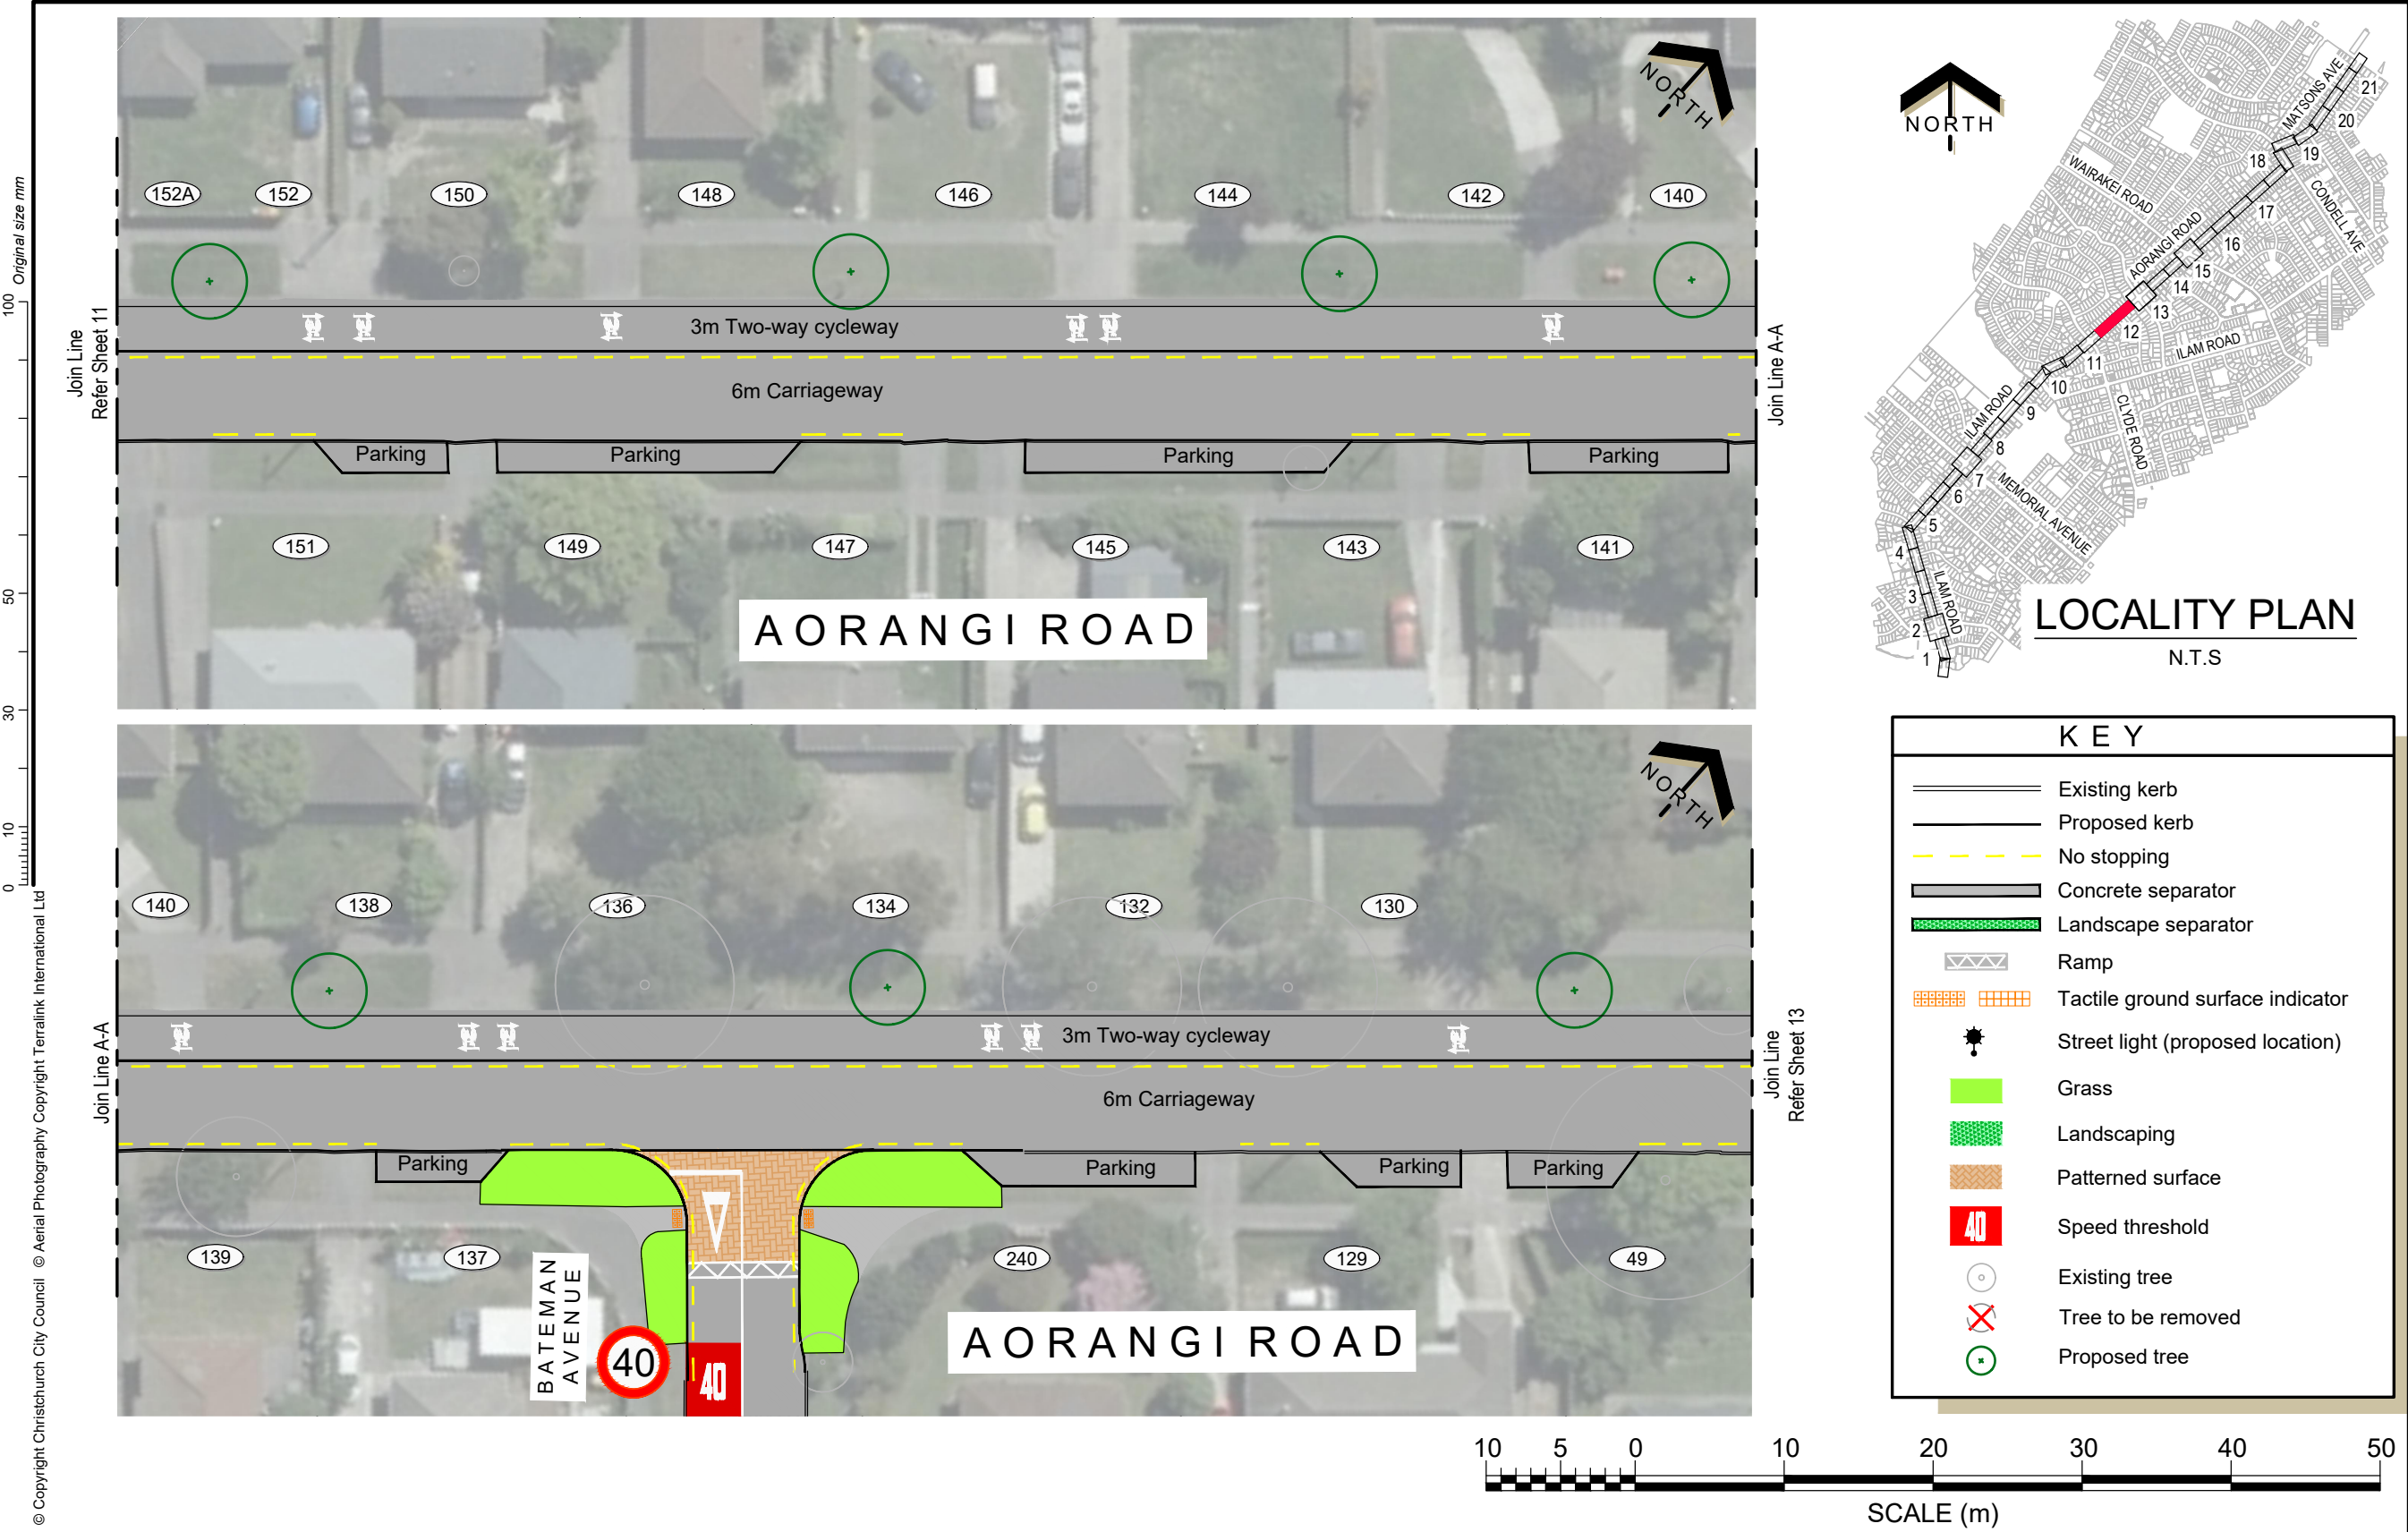 Original size mm
100
50
30
10
0
© Copyright Christchurch City Council © Aerial Photography Copyright Terralink International Ltd
NORTH
152A
152
150
148
146
144
142
140
3m Two-way cycleway
6m Carriageway
Join Line
Refer Sheet 11
Join Line A-A
Parking
Parking
Parking
Parking
151
149
147
145
143
141
AORANGI ROAD
NORTH
140
138
136
134
132
130
3m Two-way cycleway
6m Carriageway
Join Line A-A
Join Line
Refer Sheet 13
Parking
Parking
Parking
Parking
139
137
240
129
49
BATEMAN
AVENUE
40
40
AORANGI ROAD
NORTH
MATSONS AVE
21
20
19
18
WAIRAKEI ROAD
CONDELL AVE
17
AORANGI ROAD
16
15
14
13
12
ILAM ROAD
11
10
ILAM ROAD
9
CLYDE ROAD
8
7
MEMORIAL AVENUE
6
5
4
ILAM ROAD
3
2
1
LOCALITY PLAN
N.T.S
KEY
Existing kerb
Proposed kerb
No stopping
Concrete separator
Landscape separator
Ramp
Tactile ground surface indicator
Street light (proposed location)
Grass
Landscaping
Patterned surface
40
Speed threshold
Existing tree
Tree to be removed
Proposed tree
10 5 0 10 20 30 40 50
SCALE (m)